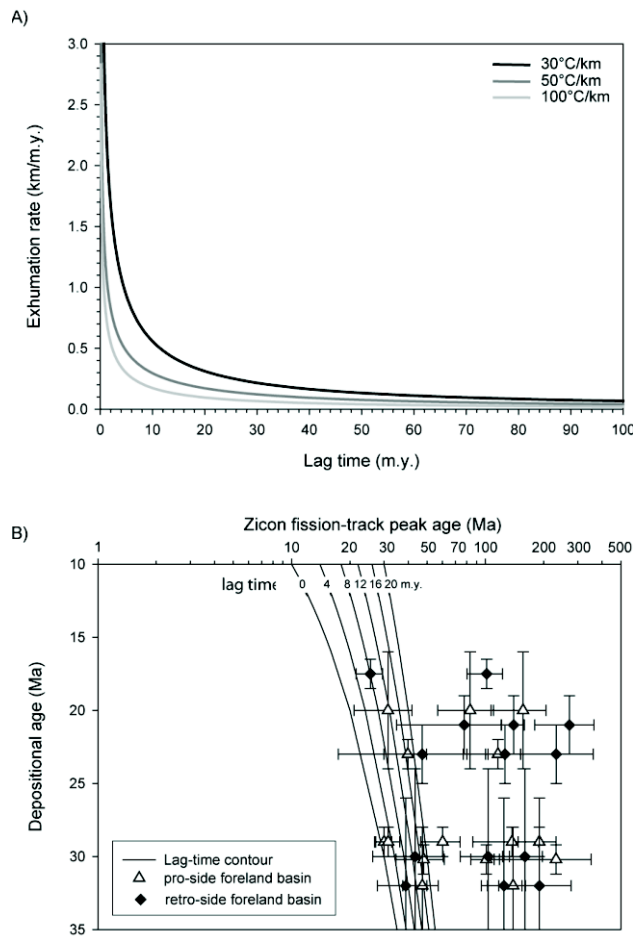 A)
3.0
2.5
2.0
1.5
1.0
0.5
0.0
Exhumation rate (km/m.y.)
30°C/km
50°C/km
100°C/km
0 10 20 30 40 50 60 70 80 90 100
Lag time (m.y.)
B)
Zicon fission-track peak age (Ma)
1 10 20 30 50 70 100 200 300 500
lag time 0 4 8 12 16 20 m.y.
10
15
20
25
30
35
Depositional age (Ma)
Lag-time contour
pro-side foreland basin
retro-side foreland basin